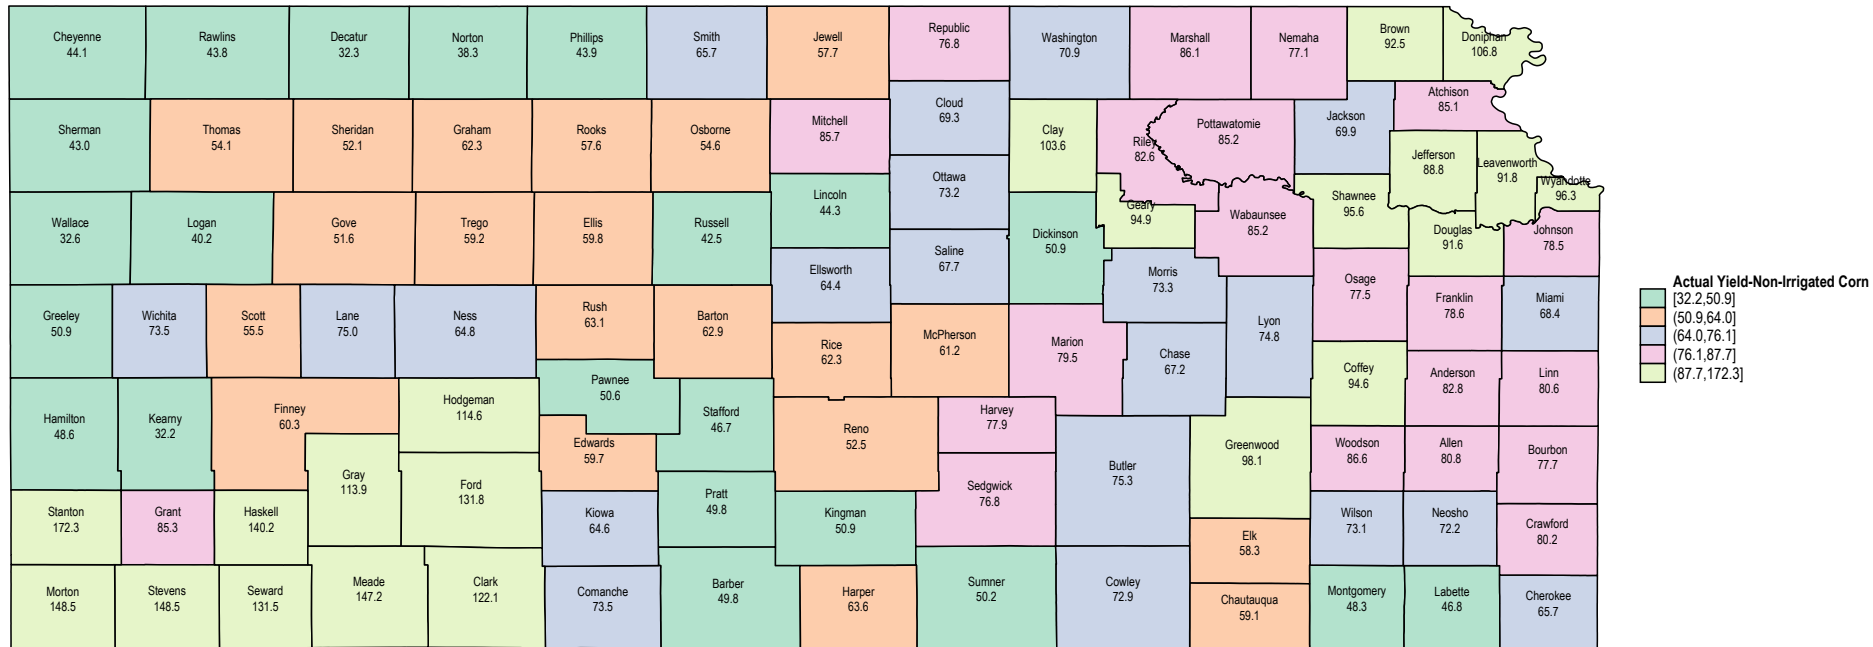 Cheyenne
44.1
Rawlins
43.8
Decatur
32.3
Norton
38.3
Phillips
43.9
Smith
65.7
Jewell
57.7
Republic
76.8
Washington
70.9
Marshall
86.1
Nemaha
77.1
Brown
92.5
Doniphan
106.8
Sherman
43.0
Thomas
54.1
Sheridan
52.1
Graham
62.3
Rooks
57.6
Osborne
54.6
Mitchell
85.7
Cloud
69.3
Clay
103.6
Riley
82.6
Pottawatomie
85.2
Jackson
69.9
Atchison
85.1
Jefferson
88.8
Leavenworth
91.8
Wyandotte
96.3
Wallace
32.6
Logan
40.2
Gove
51.6
Trego
59.2
Ellis
59.8
Russell
42.5
Lincoln
44.3
Ottawa
73.2
Dickinson
50.9
Geary
94.9
Wabaunsee
85.2
Shawnee
95.6
Douglas
91.6
Johnson
78.5
Ellsworth
64.4
Saline
67.7
Morris
73.3
Osage
77.5
Franklin
78.6
Miami
68.4
Greeley
50.9
Wichita
73.5
Scott
55.5
Lane
75.0
Ness
64.8
Rush
63.1
Barton
62.9
Rice
62.3
McPherson
61.2
Marion
79.5
Chase
67.2
Lyon
74.8
Coffey
94.6
Anderson
82.8
Linn
80.6
Hamilton
48.6
Kearny
32.2
Finney
60.3
Hodgeman
114.6
Pawnee
50.6
Stafford
46.7
Edwards
59.7
Reno
52.5
Harvey
77.9
Butler
75.3
Greenwood
98.1
Woodson
86.6
Allen
80.8
Bourbon
77.7
Gray
113.9
Ford
131.8
Sedgwick
76.8
Stanton
172.3
Grant
85.3
Haskell
140.2
Kiowa
64.6
Pratt
49.8
Kingman
50.9
Elk
58.3
Wilson
73.1
Neosho
72.2
Crawford
80.2
Morton
148.5
Stevens
148.5
Seward
131.5
Meade
147.2
Clark
122.1
Comanche
73.5
Barber
49.8
Harper
63.6
Sumner
50.2
Cowley
72.9
Chautauqua
59.1
Montgomery
48.3
Labette
46.8
Cherokee
65.7
Actual Yield-Non-Irrigated Corn
[32.2,50.9]
(50.9,64.0]
(64.0,76.1]
(76.1,87.7]
(87.7,172.3]